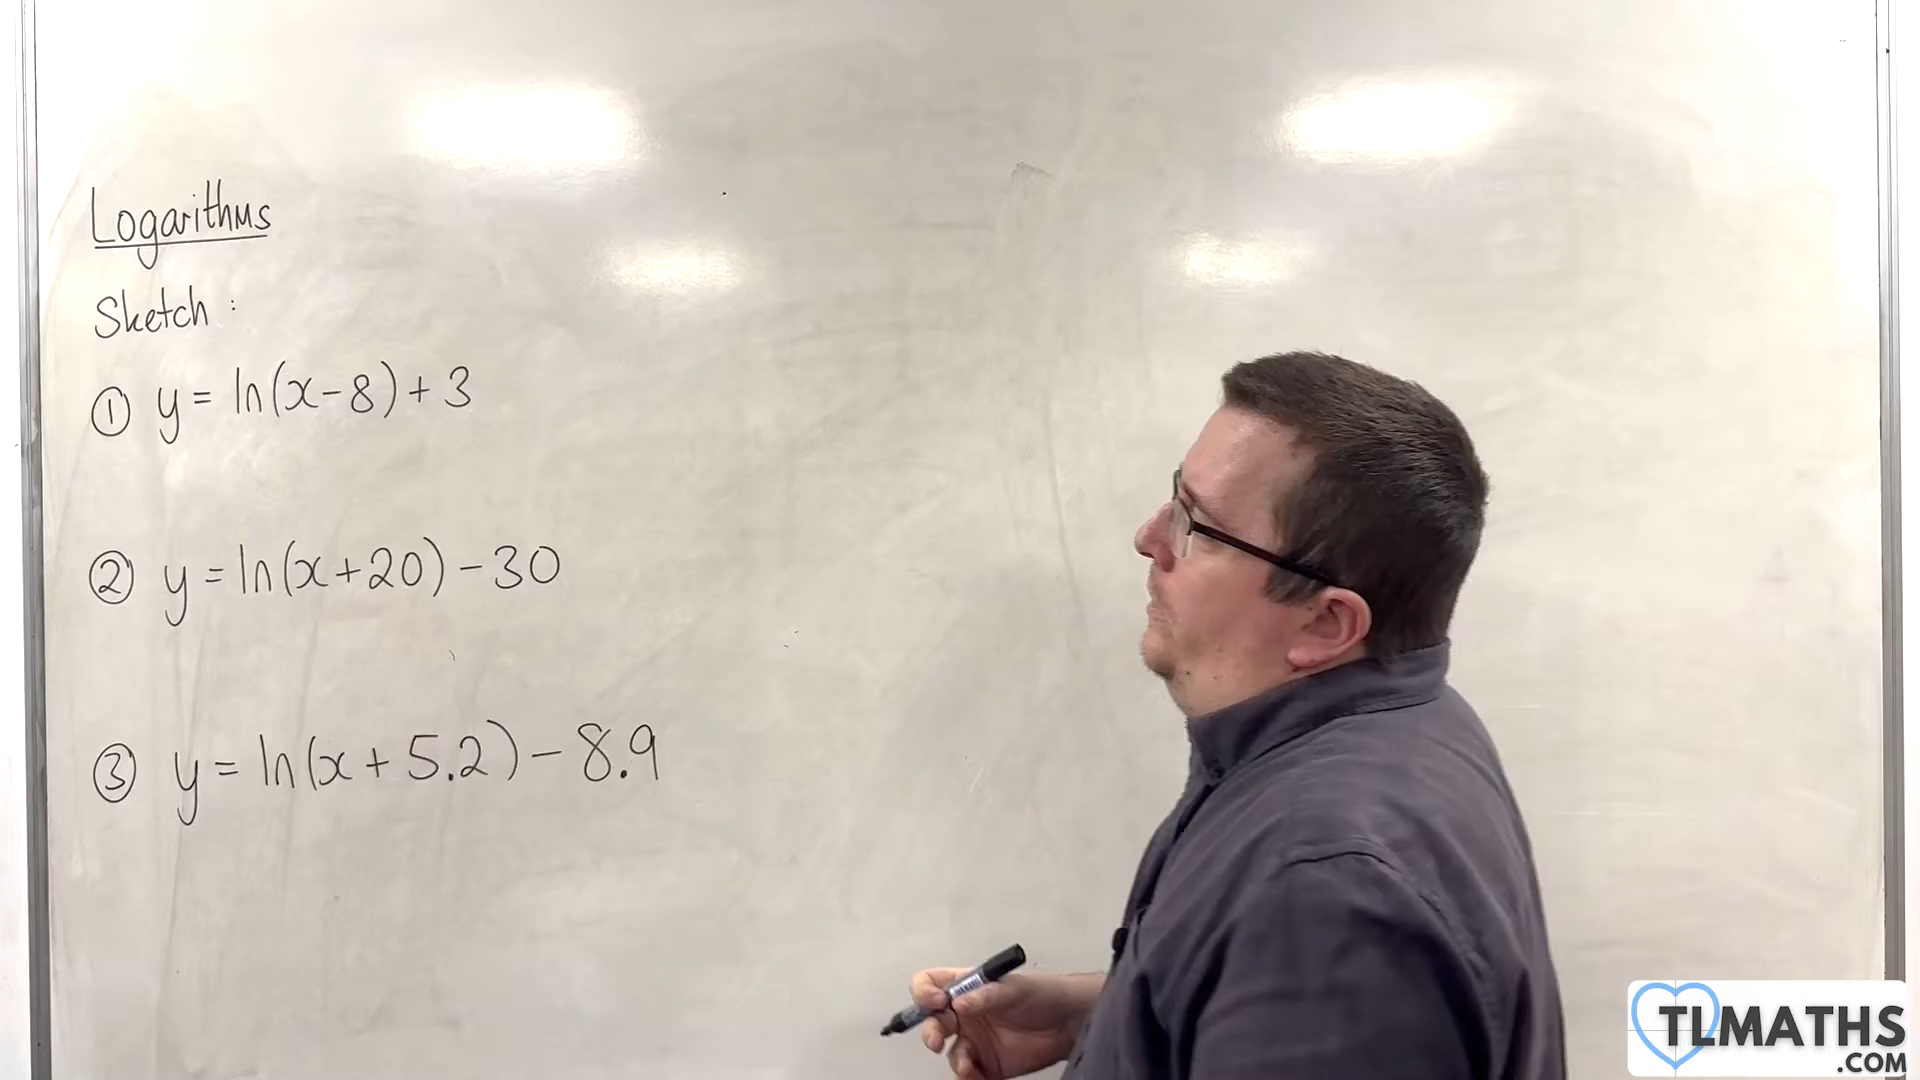 Logarithms
Sketch :
① y = ln(x-8)+3
② y = ln(x+20)-30
③ y = ln(x+5.2)-8.9
TLMATHS
.COM